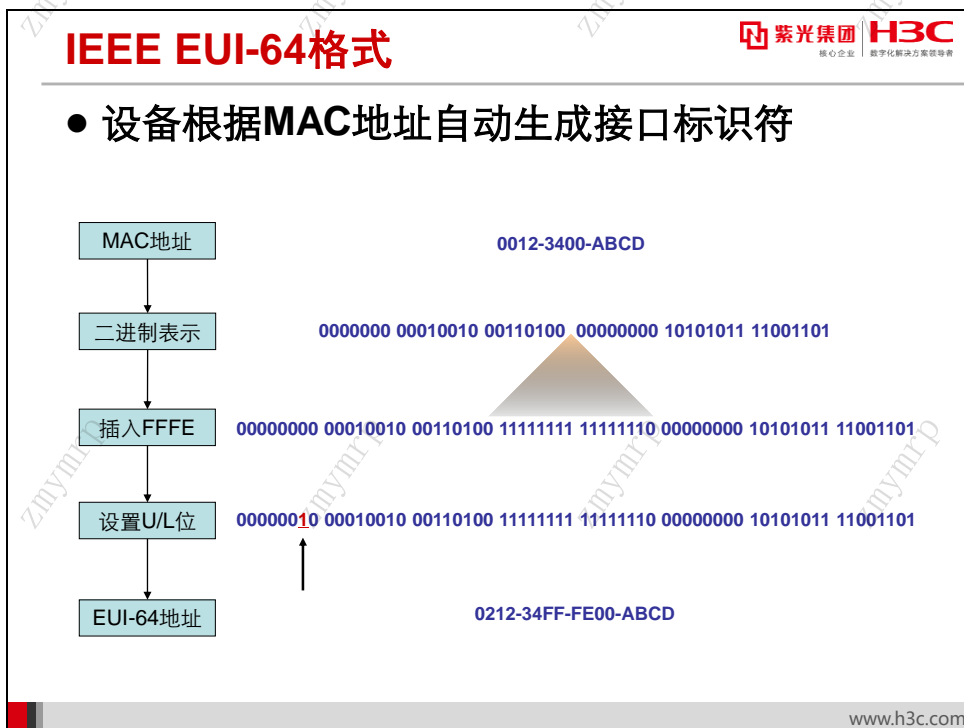 IEEE EUI-64格式
紫光集团 H3C
核心企业 数字化解决方案领导者
● 设备根据MAC地址自动生成接口标识符
MAC地址
0012-3400-ABCD
二进制表示
0000000 00010010 00110100 00000000 10101011 11001101
插入FFFE
00000000 00010010 00110100 11111111 11111110 00000000 10101011 11001101
设置U/L位
00000010 00010010 00110100 11111111 11111110 00000000 10101011 11001101
EUI-64地址
0212-34FF-FE00-ABCD
zmymrp
zmymrp
zmymrp
zmymrp
www.h3c.com